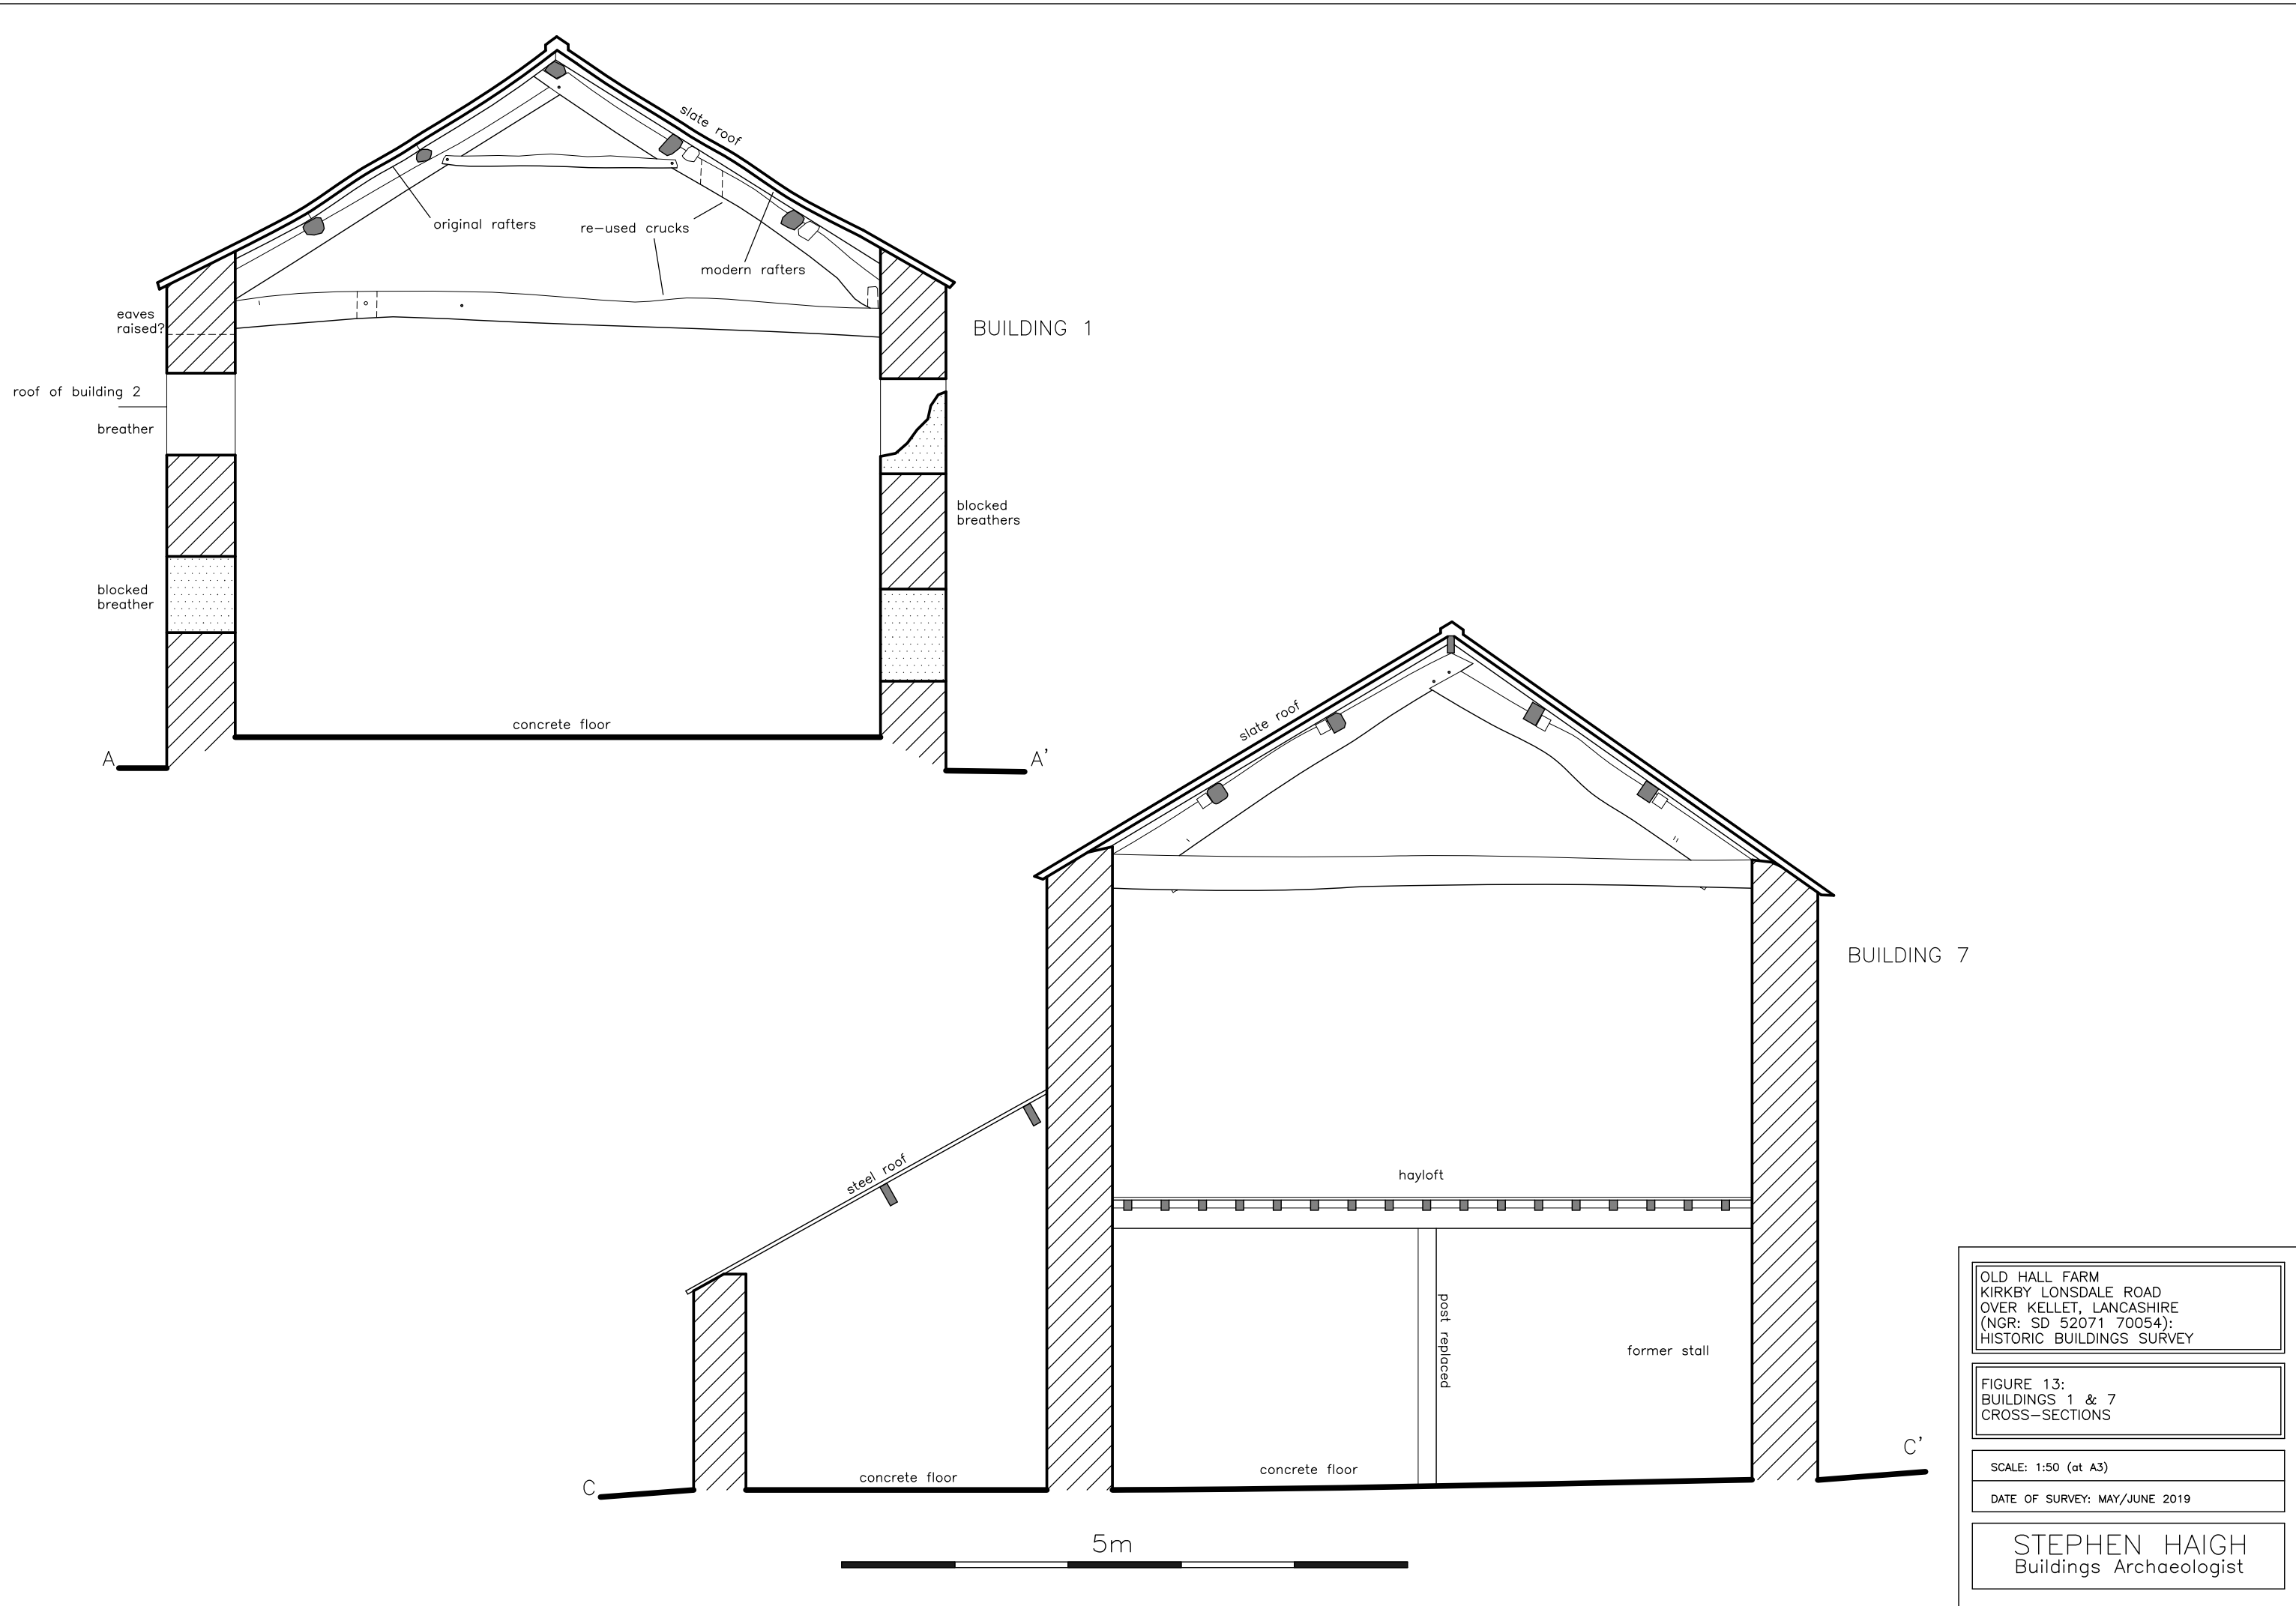 slate roof
original rafters
re-used crucks
modern rafters
eaves
raised?
BUILDING 1
roof of building 2
breather
blocked
breathers
blocked
breather
concrete floor
A
A'
slate roof
BUILDING 7
hayloft
steel roof
post replaced
former stall
concrete floor
concrete floor
C
C'
5m
OLD HALL FARM
KIRKBY LONSDALE ROAD
OVER KELLET, LANCASHIRE
(NGR: SD 52071 70054):
HISTORIC BUILDINGS SURVEY
FIGURE 13:
BUILDINGS 1 & 7
CROSS-SECTIONS
SCALE: 1:50 (at A3)
DATE OF SURVEY: MAY/JUNE 2019
STEPHEN HAIGH
Buildings Archaeologist